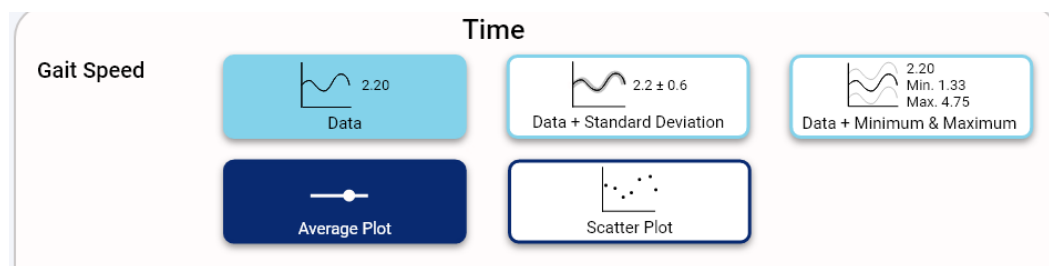 Time
Gait Speed
2.20
Data
2.2 ± 0.6
Data + Standard Deviation
2.20
Min. 1.33
Max. 4.75
Data + Minimum & Maximum
Average Plot
Scatter Plot